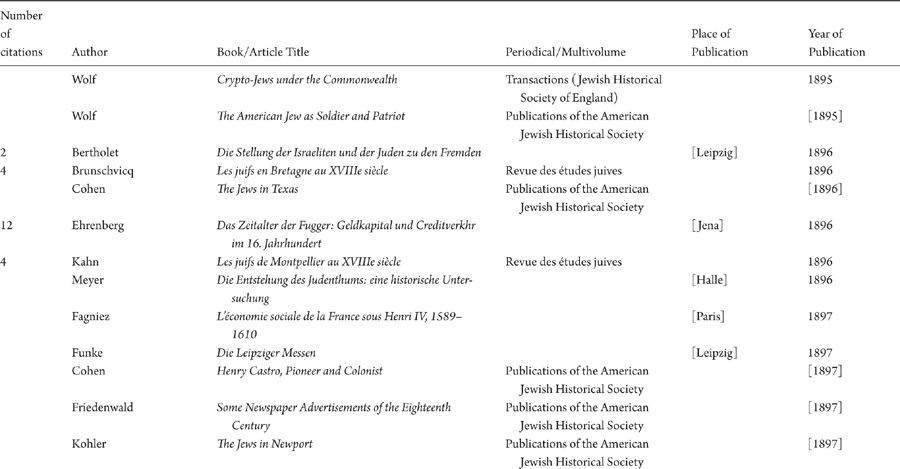 Number
of
citations Author Book/Article Title Periodical/Multivolume Place of Publication Year of Publication
Wolf Crypto-Jews under the Commonwealth Transactions (Jewish Historical 1895
Society of England)
Wolf The American Jew as Soldier and Patriot Publications of the American [1895]
Jewish Historical Society
2 Bertholet Die Stellung der Israeliten und der Juden zu den Fremden [Leipzig] 1896
4 Brunschvicq Les juifs en Bretagne au XVIIIe siècle Revue des études juives 1896
Cohen The Jews in Texas Publications of the American [1896]
Jewish Historical Society
12 Ehrenberg Das Zeitalter der Fugger: Geldkapital und Creditverkhr [Jena] 1896
im 16. Jahrhundert
4 Kahn Les juifs de Montpellier au XVIIIe siècle Revue des études juives 1896
Meyer Die Entstehung des Judenthums: eine historische Unter- [Halle] 1896
suchung
Fagniez L'économie sociale de la France sous Henri IV, 1589– [Paris] 1897
1610
Funke Die Leipziger Messen [Leipzig] 1897
Cohen Henry Castro, Pioneer and Colonist Publications of the American [1897]
Jewish Historical Society
Friedenwald Some Newspaper Advertisements of the Eighteenth Publications of the American [1897]
Century Jewish Historical Society
Kohler The Jews in Newport Publications of the American [1897]
Jewish Historical Society